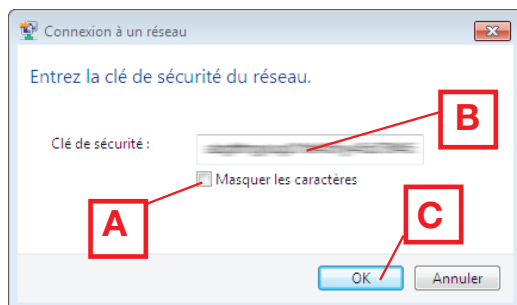 Connexion à un réseau
Entrez la clé de sécurité du réseau.
B
Clé de sécurité :
Masquer les caractères
A
C
OK
Annuler